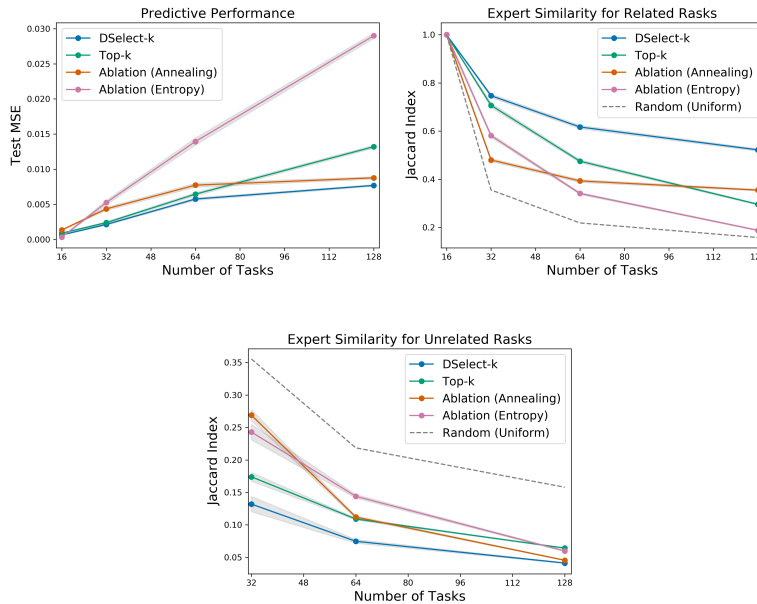 Predictive Performance
0.030
0.025
0.020
0.015
0.010
0.005
0.000
Test MSE
DSelect-k
Top-k
Ablation (Annealing)
Ablation (Entropy)
16 32 48 64 80 96 112 128
Number of Tasks
Expert Similarity for Related Rasks
1.0
0.8
0.6
0.4
0.2
Jaccard Index
DSelect-k
Top-k
Ablation (Annealing)
Ablation (Entropy)
Random (Uniform)
16 32 48 64 80 96 112
Number of Tasks
Expert Similarity for Unrelated Rasks
0.35
0.30
0.25
0.20
0.15
0.10
0.05
Jaccard Index
DSelect-k
Top-k
Ablation (Annealing)
Ablation (Entropy)
Random (Uniform)
32 48 64 80 96 112 128
Number of Tasks